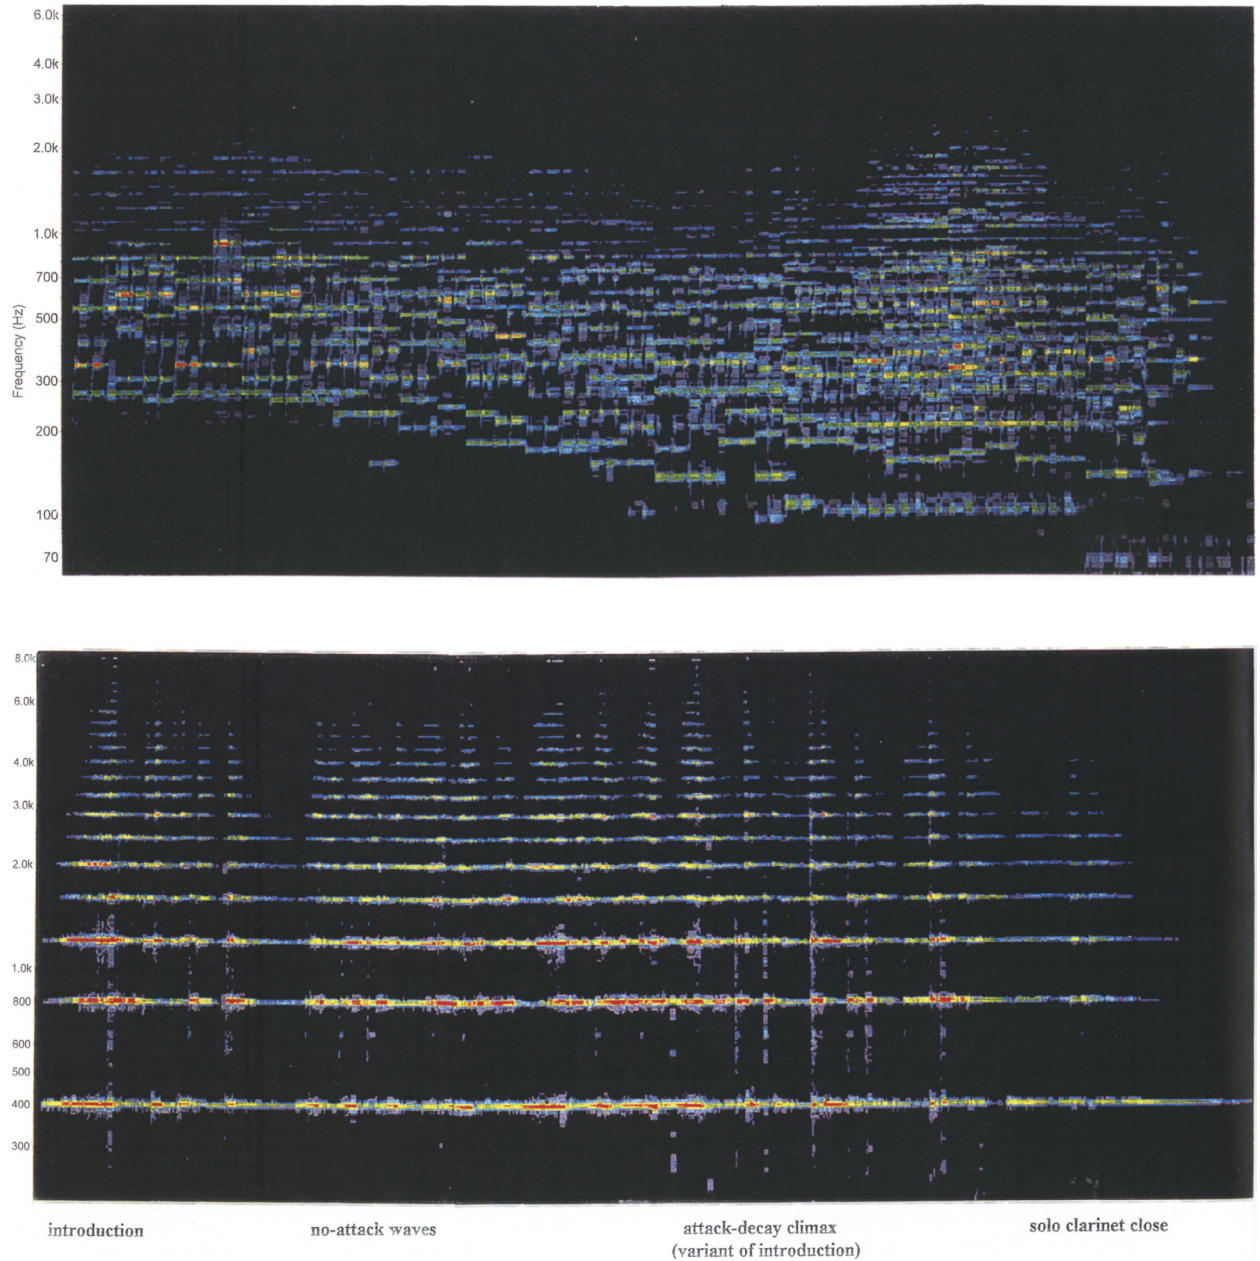 6.0k
4.0k
3.0k
2.0k
1.0k
700
500
300
200
100
70
Frequency (Hz)
8.0k
6.0k
4.0k
3.0k
2.0k
1.0k
800
600
500
400
300
introduction
no-attack waves
attack-decay climax
(variant of introduction)
solo clarinet close